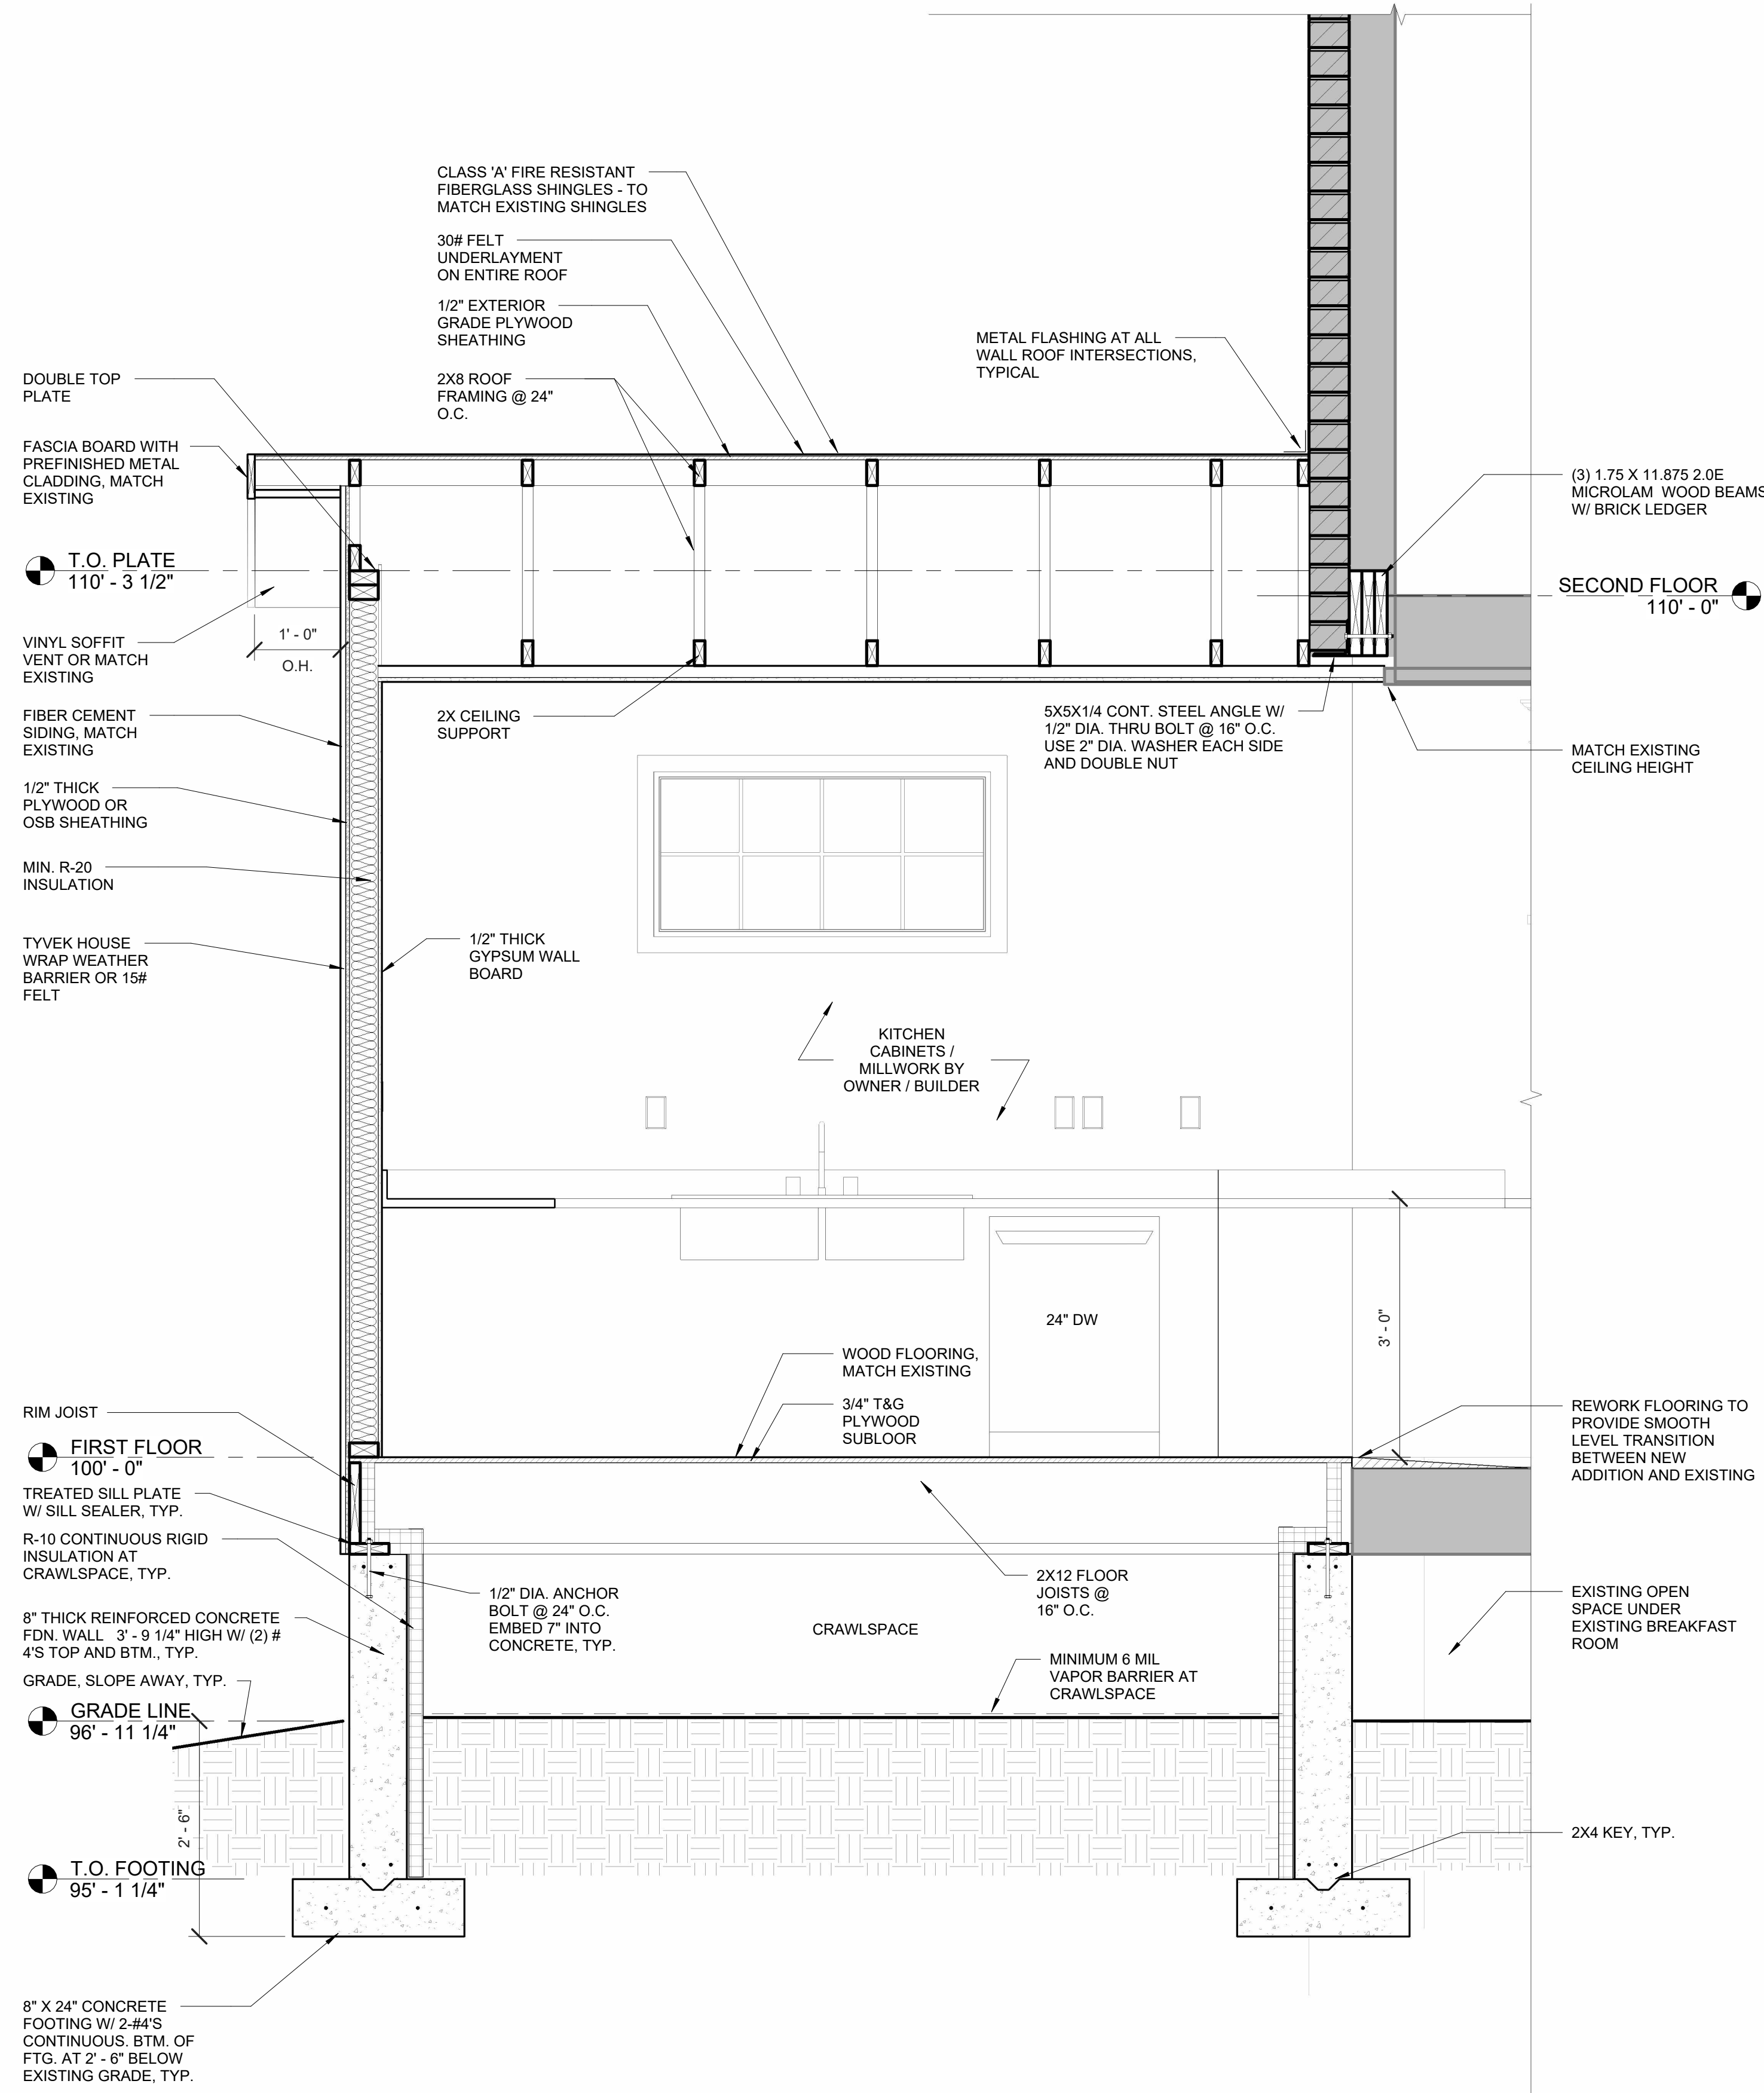 CLASS 'A' FIRE RESISTANT
FIBERGLASS SHINGLES - TO
MATCH EXISTING SHINGLES
30# FELT
UNDERLAYMENT
ON ENTIRE ROOF
1/2" EXTERIOR
GRADE PLYWOOD
SHEATHING
2X8 ROOF
FRAMING @ 24"
O.C.
METAL FLASHING AT ALL
WALL ROOF INTERSECTIONS,
TYPICAL
DOUBLE TOP
PLATE
FASCIA BOARD WITH
PREFINISHED METAL
CLADDING, MATCH
EXISTING
(3) 1.75 X 11.875 2.0E
MICROLAM WOOD BEAMS
W/ BRICK LEDGER
T.O. PLATE
110' - 3 1/2"
SECOND FLOOR
110' - 0"
VINYL SOFFIT
VENT OR MATCH
EXISTING
1' - 0"
O.H.
FIBER CEMENT
SIDING, MATCH
EXISTING
2X CEILING
SUPPORT
5X5X1/4 CONT. STEEL ANGLE W/
1/2" DIA. THRU BOLT @ 16" O.C.
USE 2" DIA. WASHER EACH SIDE
AND DOUBLE NUT
MATCH EXISTING
CEILING HEIGHT
1/2" THICK
PLYWOOD OR
OSB SHEATHING
MIN. R-20
INSULATION
TYVEK HOUSE
WRAP WEATHER
BARRIER OR 15#
FELT
1/2" THICK
GYPSUM WALL
BOARD
KITCHEN
CABINETS /
MILLWORK BY
OWNER / BUILDER
24" DW
3' - 0"
WOOD FLOORING,
MATCH EXISTING
3/4" T&G
PLYWOOD
SUBLOOR
RIM JOIST
FIRST FLOOR
100' - 0"
REWORK FLOORING TO
PROVIDE SMOOTH
LEVEL TRANSITION
BETWEEN NEW
ADDITION AND EXISTING
TREATED SILL PLATE
W/ SILL SEALER, TYP.
R-10 CONTINUOUS RIGID
INSULATION AT
CRAWLSPACE, TYP.
8" THICK REINFORCED CONCRETE
FDN. WALL 3' - 9 1/4" HIGH W/ (2) #
4'S TOP AND BTM., TYP.
1/2" DIA. ANCHOR
BOLT @ 24" O.C.
EMBED 7" INTO
CONCRETE, TYP.
CRAWLSPACE
2X12 FLOOR
JOISTS @
16" O.C.
EXISTING OPEN
SPACE UNDER
EXISTING BREAKFAST
ROOM
MINIMUM 6 MIL
VAPOR BARRIER AT
CRAWLSPACE
GRADE, SLOPE AWAY, TYP.
GRADE LINE
96' - 11 1/4"
2' - 6"
2X4 KEY, TYP.
T.O. FOOTING
95' - 1 1/4"
8" X 24" CONCRETE
FOOTING W/ 2-#4'S
CONTINUOUS. BTM. OF
FTG. AT 2' - 6" BELOW
EXISTING GRADE, TYP.